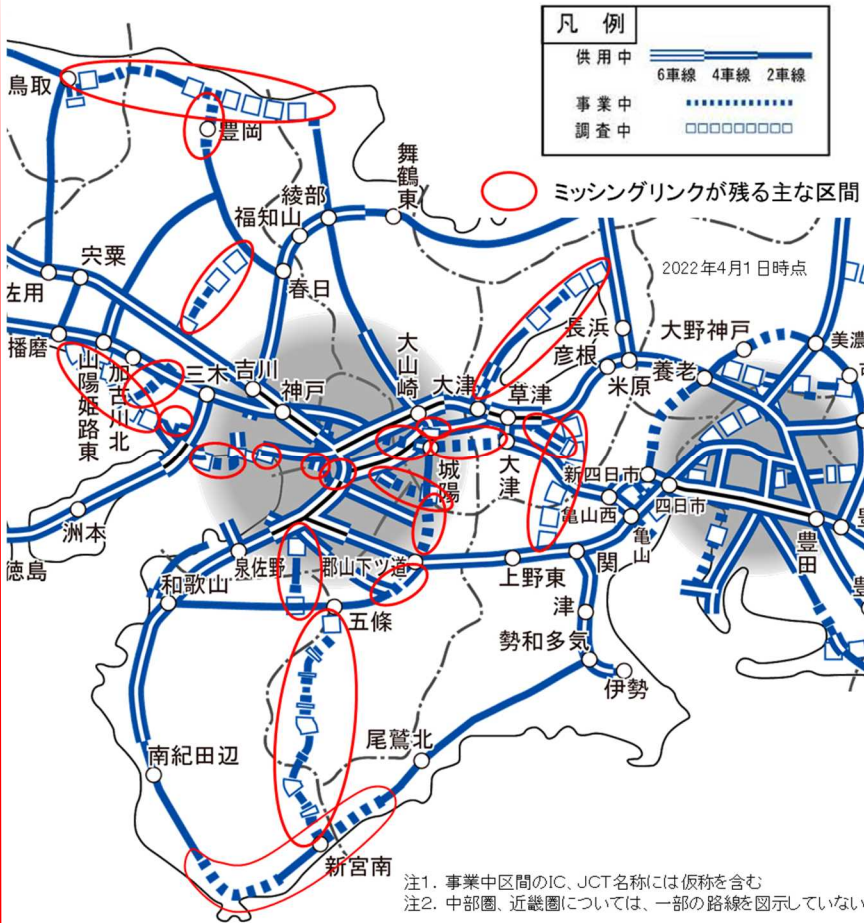 凡 例
供用中
6車線 4車線 2車線
事業中
調査中
ミッシングリンクが残る主な区間
2022年4月1日時点
鳥取
豊岡
舞鶴東
綾部
福知山
宍粟
佐用
春日
播磨
山陽姫路東
加古川北
三木
吉川
神戸
大山崎
大津
草津
長浜
彦根
米原
養老
大野神戸
美濃
城陽
大津
新四日市
亀山西
四日市
亀山
豊田
洲本
徳島
和歌山
泉佐野
郡山下ツ道
上野東
関
津
五條
勢和多気
伊勢
南紀田辺
尾鷲北
新宮南
注1. 事業中区間のIC、JCT名称には仮称を含む
注2. 中部圏、近畿圏については、一部の路線を図示していない